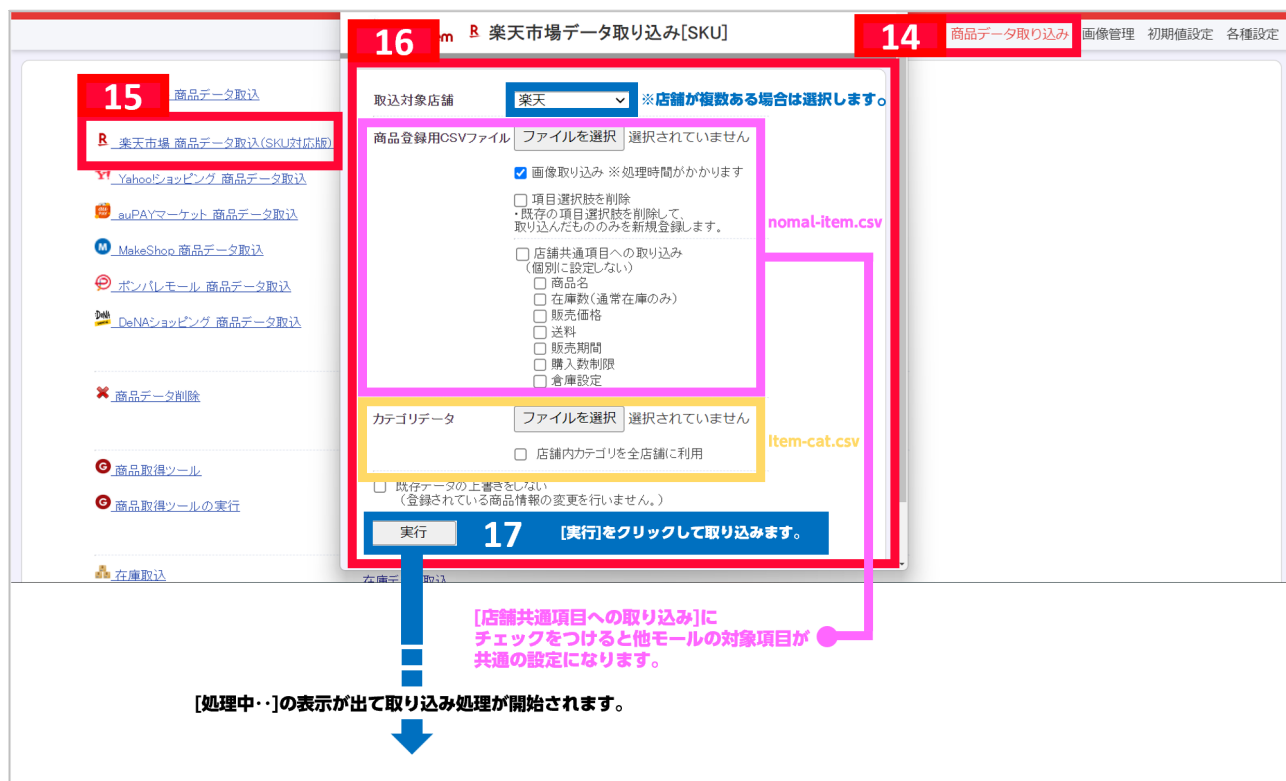 14
商品データ取り込み 画像管理 初期値設定 各種設定
15
商品データ取込
楽天市場 商品データ取込(SKU対応版)
Yahoo!ショッピング 商品データ取込
auPAYマーケット 商品データ取込
MakeShop 商品データ取込
ポンパレモール 商品データ取込
DeNAショッピング 商品データ取込
商品データ削除
商品取得ツール
商品取得ツールの実行
在庫取込
16
楽天市場データ取り込み[SKU]
取込対象店舗 楽天 ※店舗が複数ある場合は選択します。
商品登録用CSVファイル ファイルを選択 選択されていません
画像取り込み ※処理時間がかかります
項目選択肢を削除
・既存の項目選択肢を削除して、
取り込んだもののみを新規登録します。
nomal-item.csv
店舗共通項目への取り込み
(個別に設定しない)
商品名
在庫数(通常在庫のみ)
販売価格
送料
販売期間
購入数制限
倉庫設定
カテゴリデータ ファイルを選択 選択されていません
Item-cat.csv
店舗内カテゴリを全店舗に利用
既存データの上書きをしない
(登録されている商品情報の変更を行いません。)
実行 17 [実行]をクリックして取り込みます。
[店舗共通項目への取り込み]に
チェックをつけると他モールの対象項目が
共通の設定になります。
[処理中‥]の表示が出て取り込み処理が開始されます。